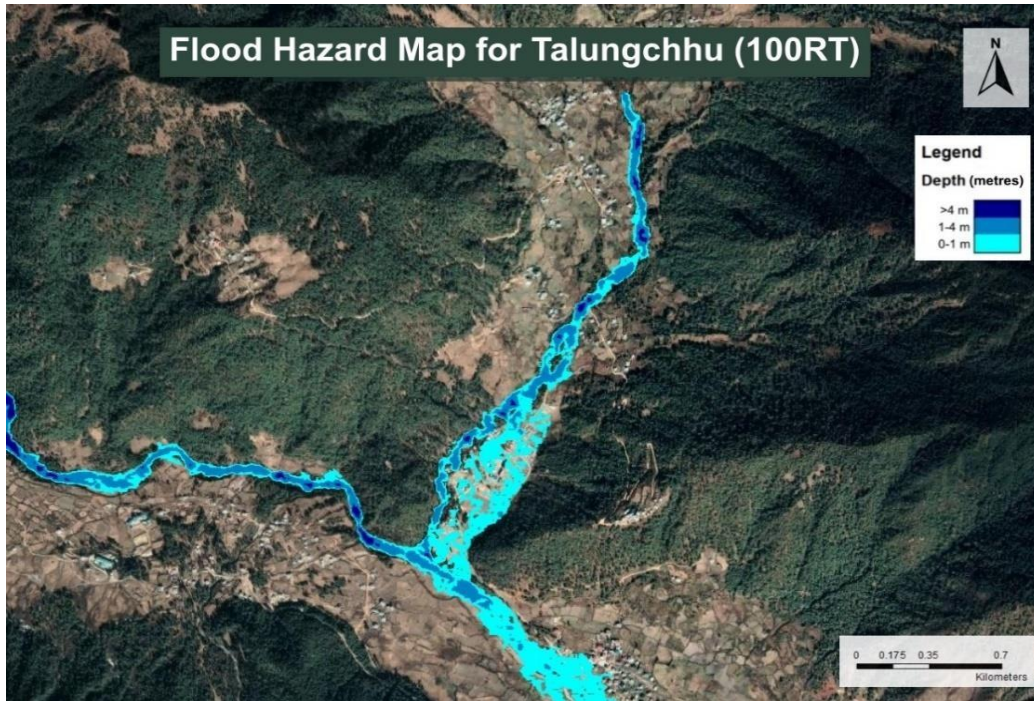 Flood Hazard Map for Talungchhu (100RT)
N
Legend
Depth (metres)
>4 m
1-4 m
0-1 m
0 0.175 0.35 0.7
Kilometers